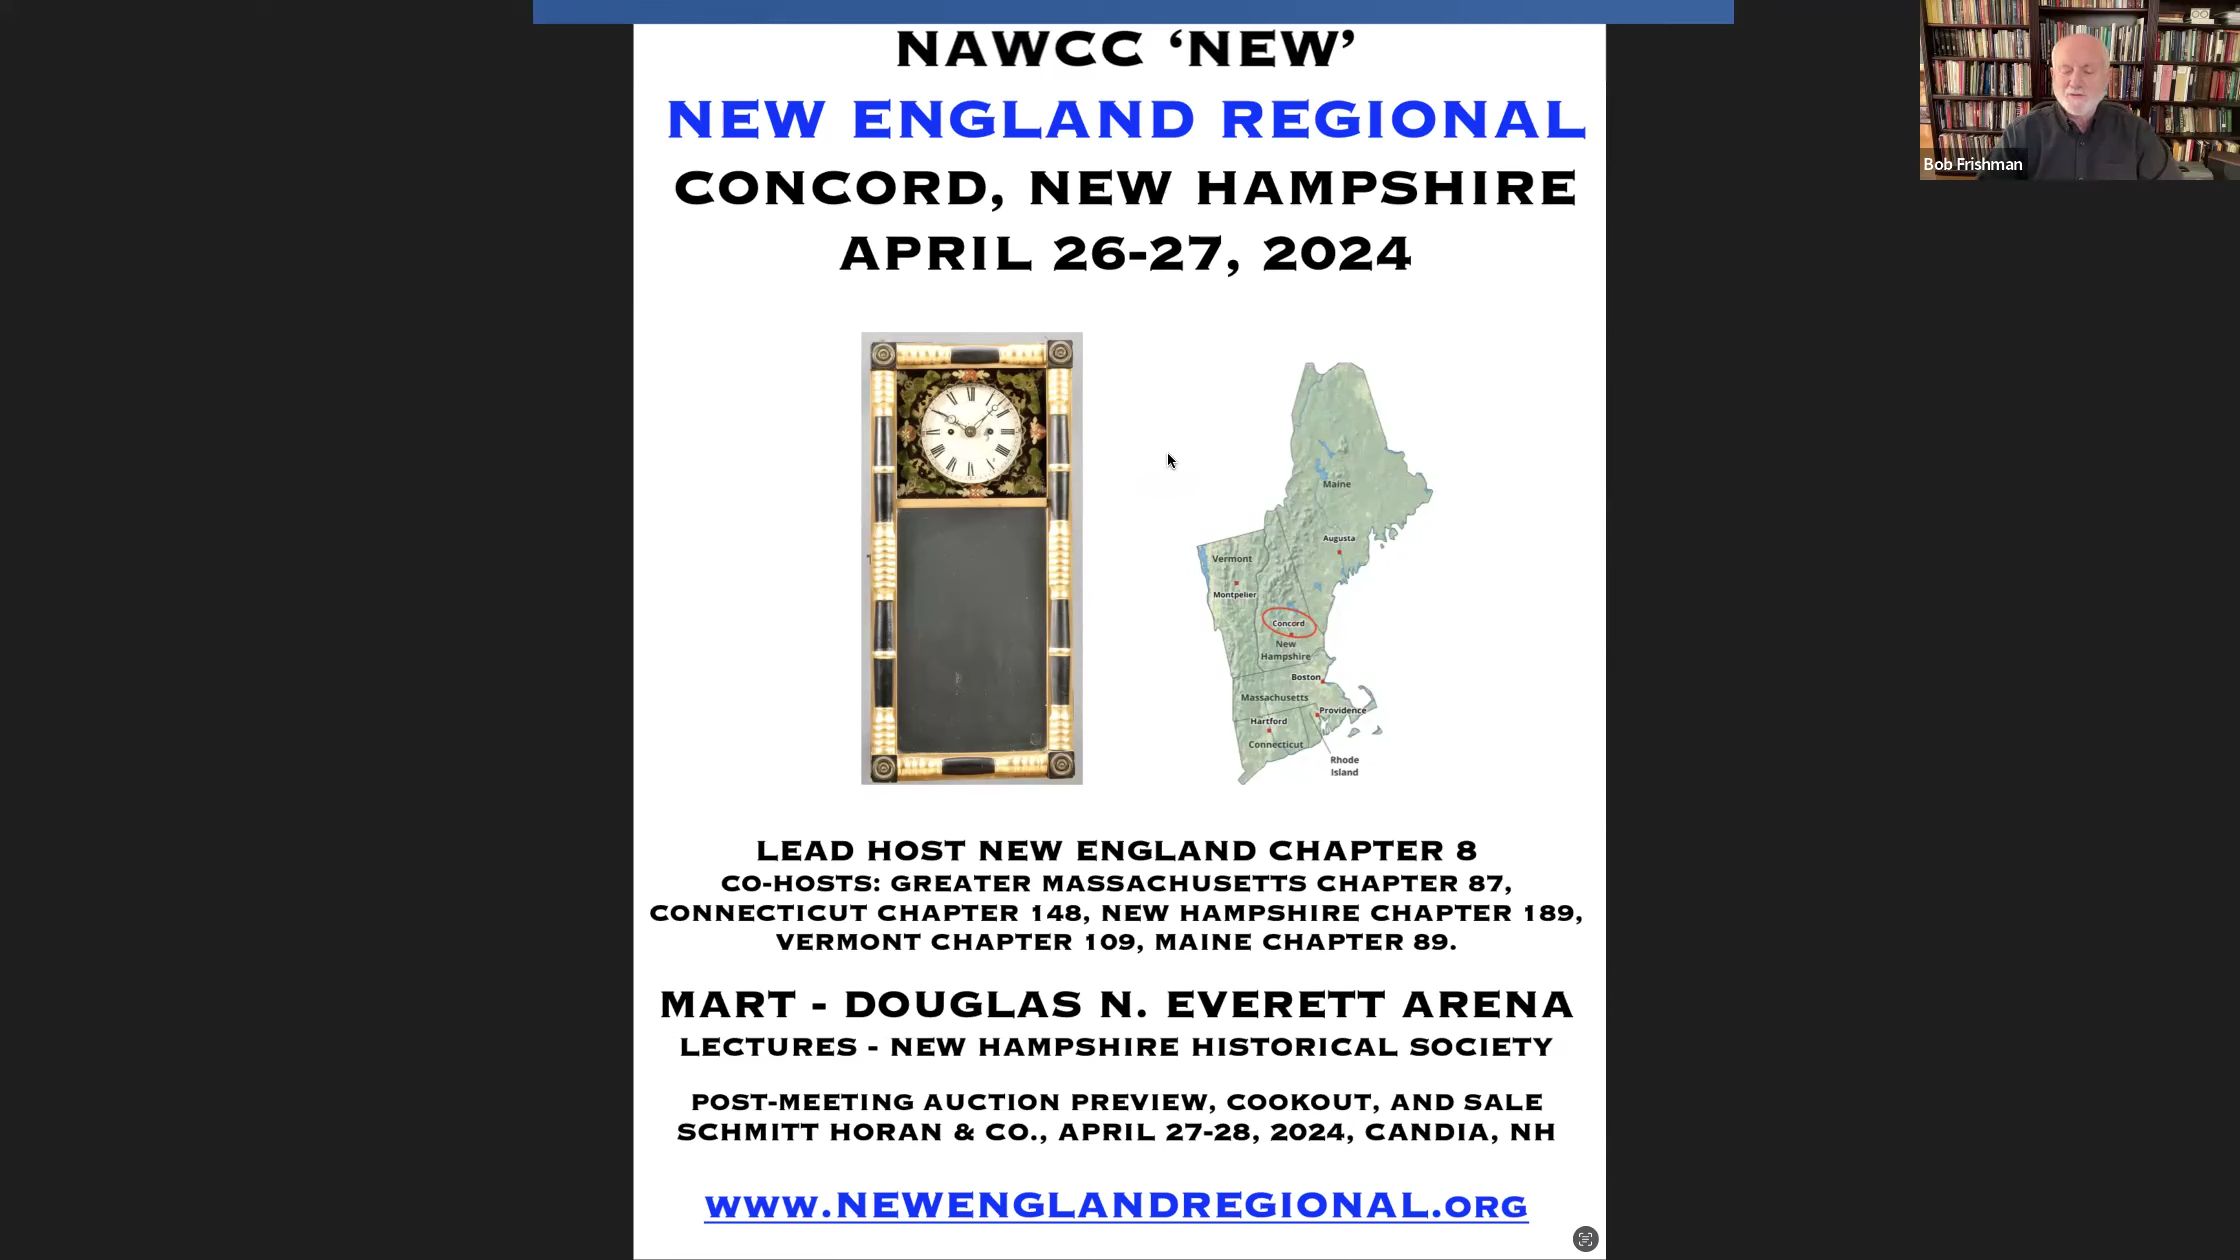 NAWCC ‘NEW’
NEW ENGLAND REGIONAL
CONCORD, NEW HAMPSHIRE
APRIL 26-27, 2024
Maine
Augusta
Vermont
Montpelier
Concord
New
Hampshire
Boston
Massachusetts
Providence
Hartford
Connecticut
Rhode
Island
LEAD HOST NEW ENGLAND CHAPTER 8
CO-HOSTS: GREATER MASSACHUSETTS CHAPTER 87,
CONNECTICUT CHAPTER 148, NEW HAMPSHIRE CHAPTER 189,
VERMONT CHAPTER 109, MAINE CHAPTER 89.
MART - DOUGLAS N. EVERETT ARENA
LECTURES - NEW HAMPSHIRE HISTORICAL SOCIETY
POST-MEETING AUCTION PREVIEW, COOKOUT, AND SALE
SCHMITT HORAN & CO., APRIL 27-28, 2024, CANDIA, NH
www.NEWENGLANDREGIONAL.ORG
Bob Frishman